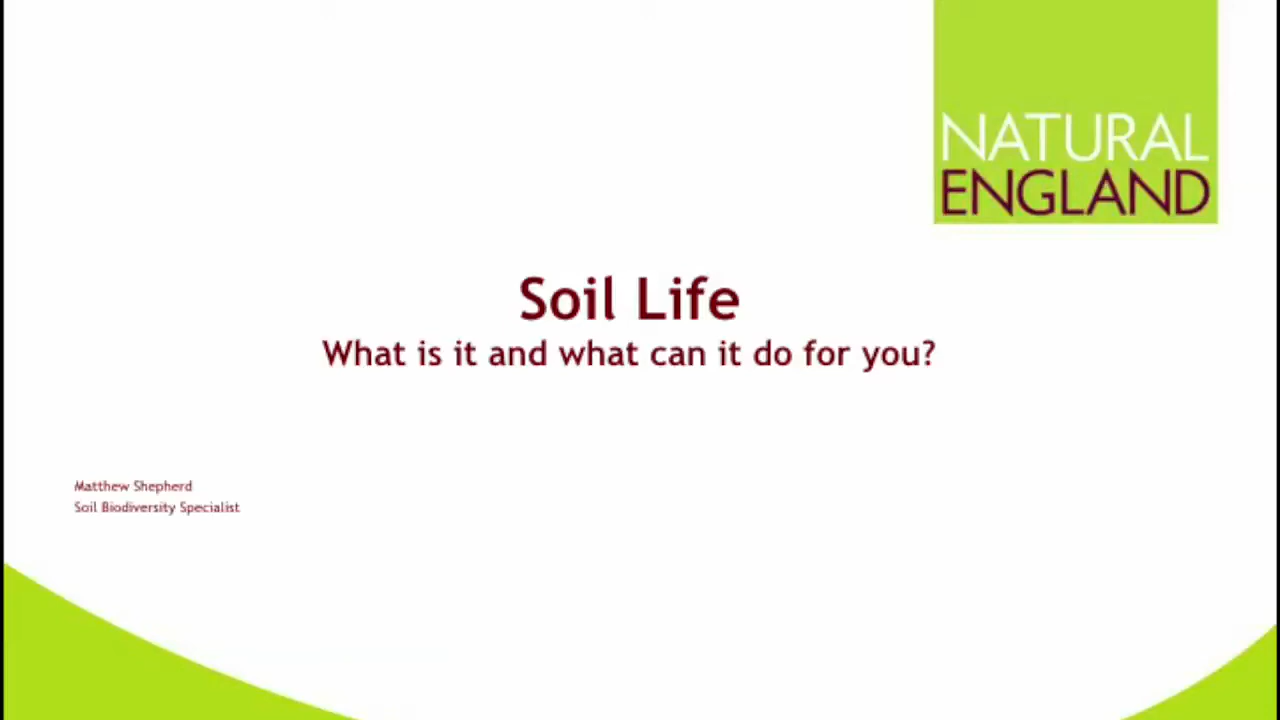 NATURAL
ENGLAND
Soil Life
What is it and what can it do for you?
Matthew Shepherd
Soil Biodiversity Specialist